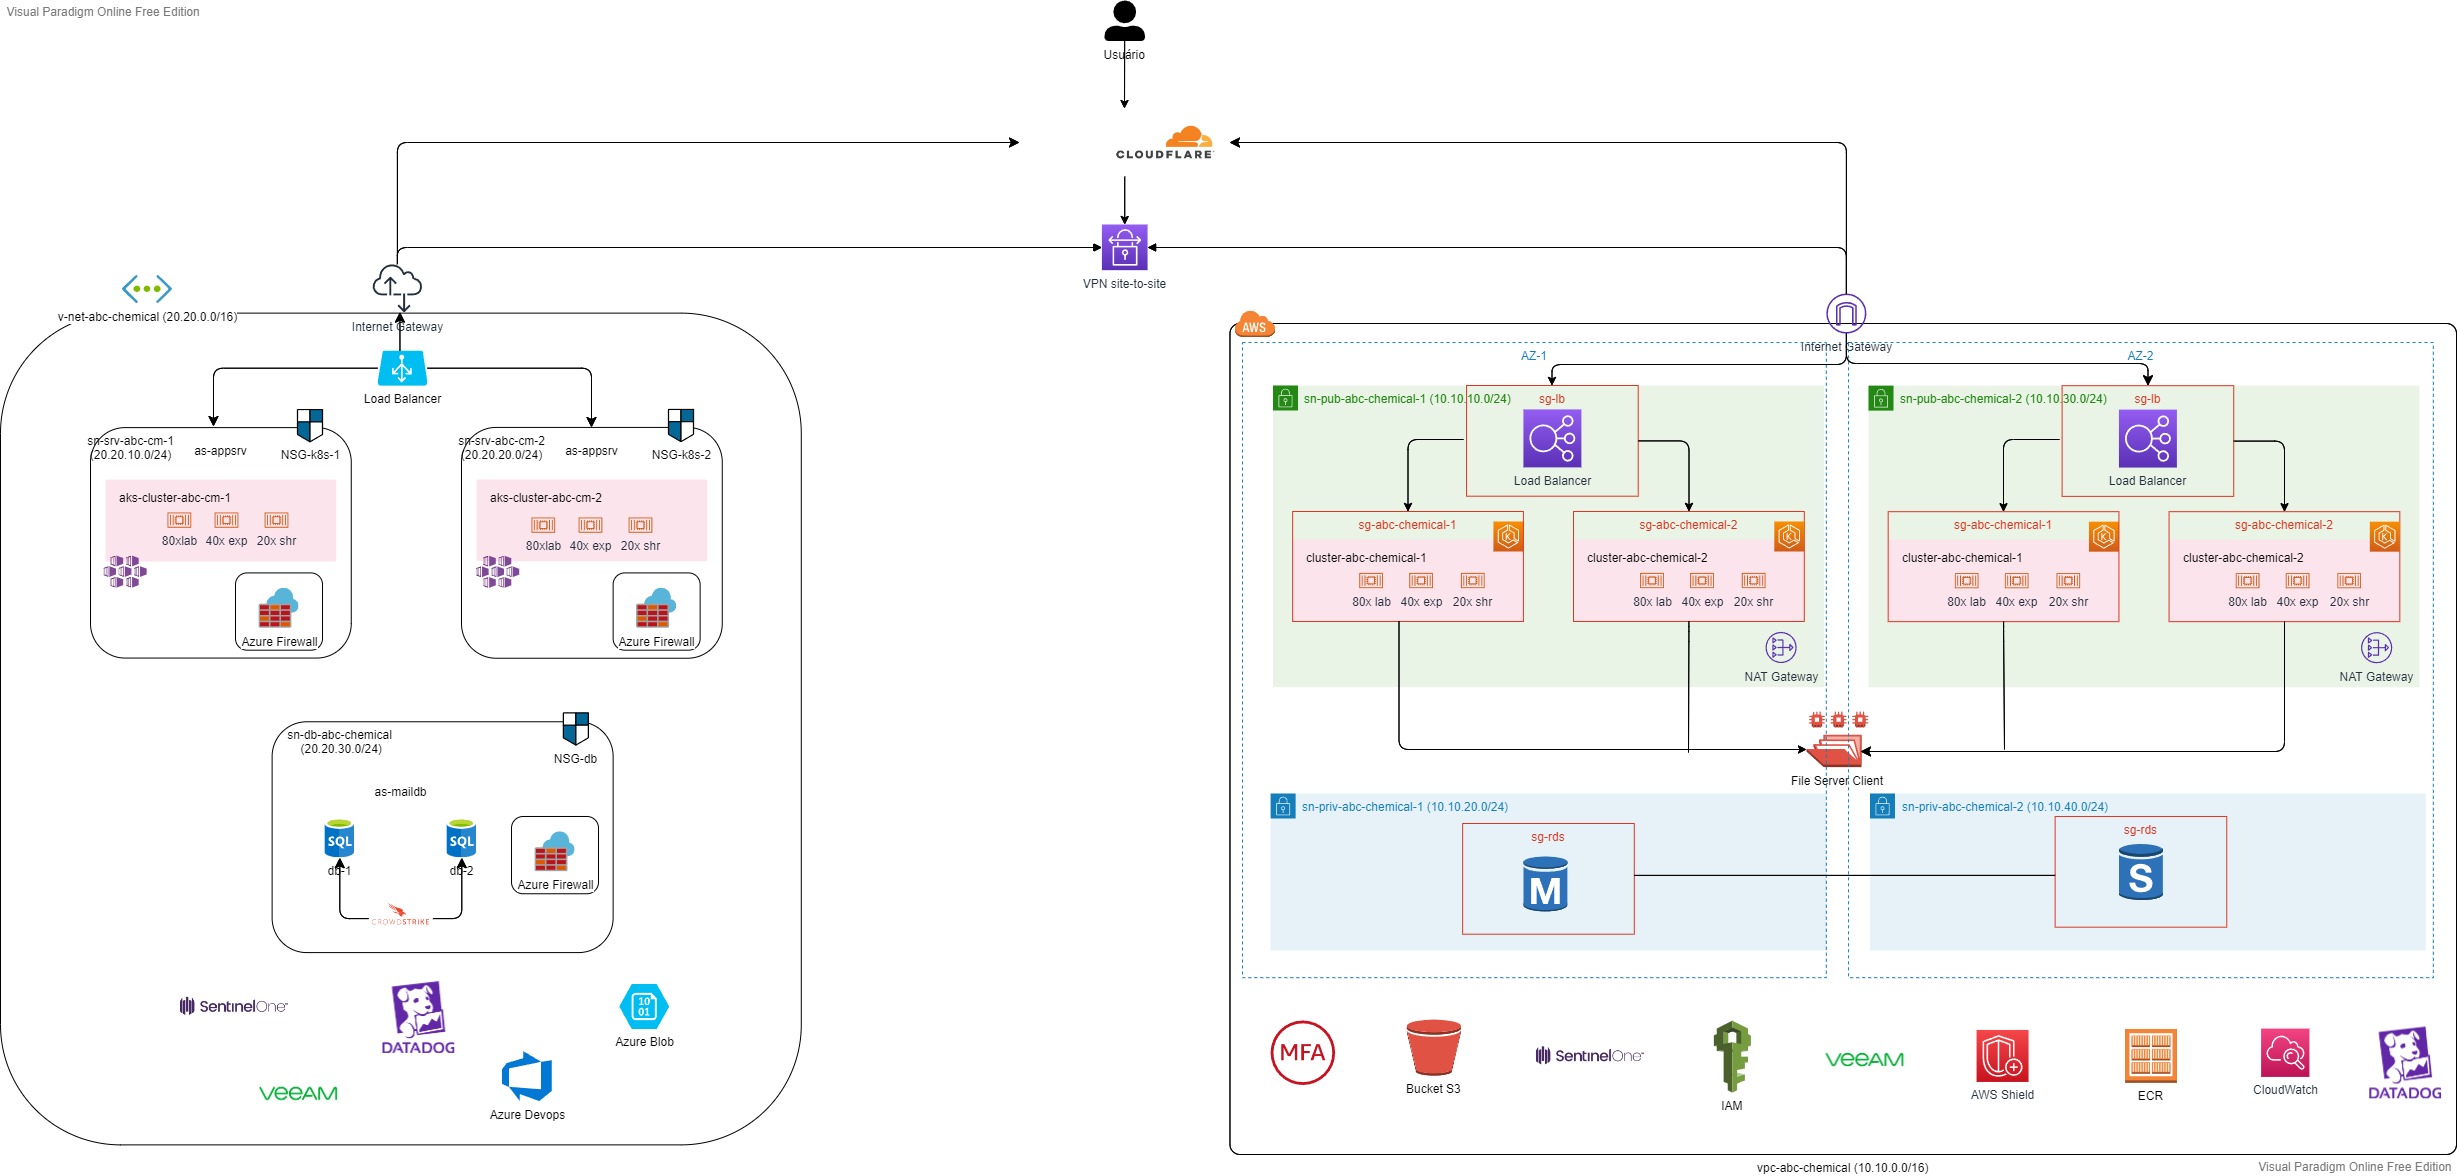 Visual Paradigm Online Free Edition
Usuário
CLOUDFLARE
VPN site-to-site
v-net-abc-chemical (20.20.0.0/16)
Internet Gateway
Load Balancer
sn-srv-abc-cm-1
(20.20.10.0/24)
as-appsrv
NSG-k8s-1
aks-cluster-abc-cm-1
80xlab
40x exp
20x shr
Azure Firewall
sn-srv-abc-cm-2
(20.20.20.0/24)
as-appsrv
NSG-k8s-2
aks-cluster-abc-cm-2
80xlab
40x exp
20x shr
Azure Firewall
sn-db-abc-chemical
(20.20.30.0/24)
NSG-db
as-maildb
SQL
db-1
SQL
db-2
CROWDSTRIKE
Azure Firewall
SentinelOne
DATADOG
10
01
Azure Blob
veeAM
Azure Devops
AWS
Internet Gateway
AZ-1
sn-pub-abc-chemical-1 (10.10.10.0/24)
sg-lb
Load Balancer
sg-abc-chemical-1
K
cluster-abc-chemical-1
80x lab
40x exp
20x shr
sg-abc-chemical-2
K
cluster-abc-chemical-2
80x lab
40x exp
20x shr
NAT Gateway
AZ-2
sn-pub-abc-chemical-2 (10.10.30.0/24)
sg-lb
Load Balancer
sg-abc-chemical-1
K
cluster-abc-chemical-1
80x lab
40x exp
20x shr
sg-abc-chemical-2
K
cluster-abc-chemical-2
80x lab
40x exp
20x shr
NAT Gateway
File Server Client
sn-priv-abc-chemical-1 (10.10.20.0/24)
sg-rds
M
sn-priv-abc-chemical-2 (10.10.40.0/24)
sg-rds
S
MFA
Bucket S3
SentinelOne
IAM
veeAM
AWS Shield
ECR
CloudWatch
DATADOG
vpc-abc-chemical (10.10.0.0/16)
Visual Paradigm Online Free Edition